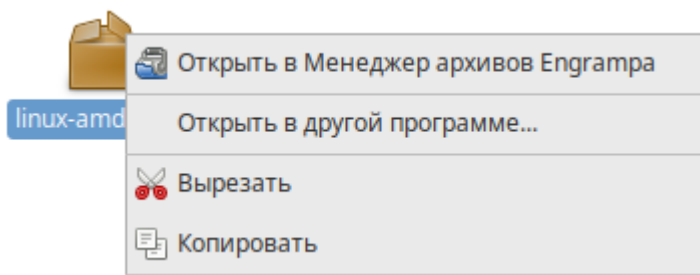 Открыть в Менеджер архивов Engrampa
linux-amd
Открыть в другой программе...
Вырезать
Копировать